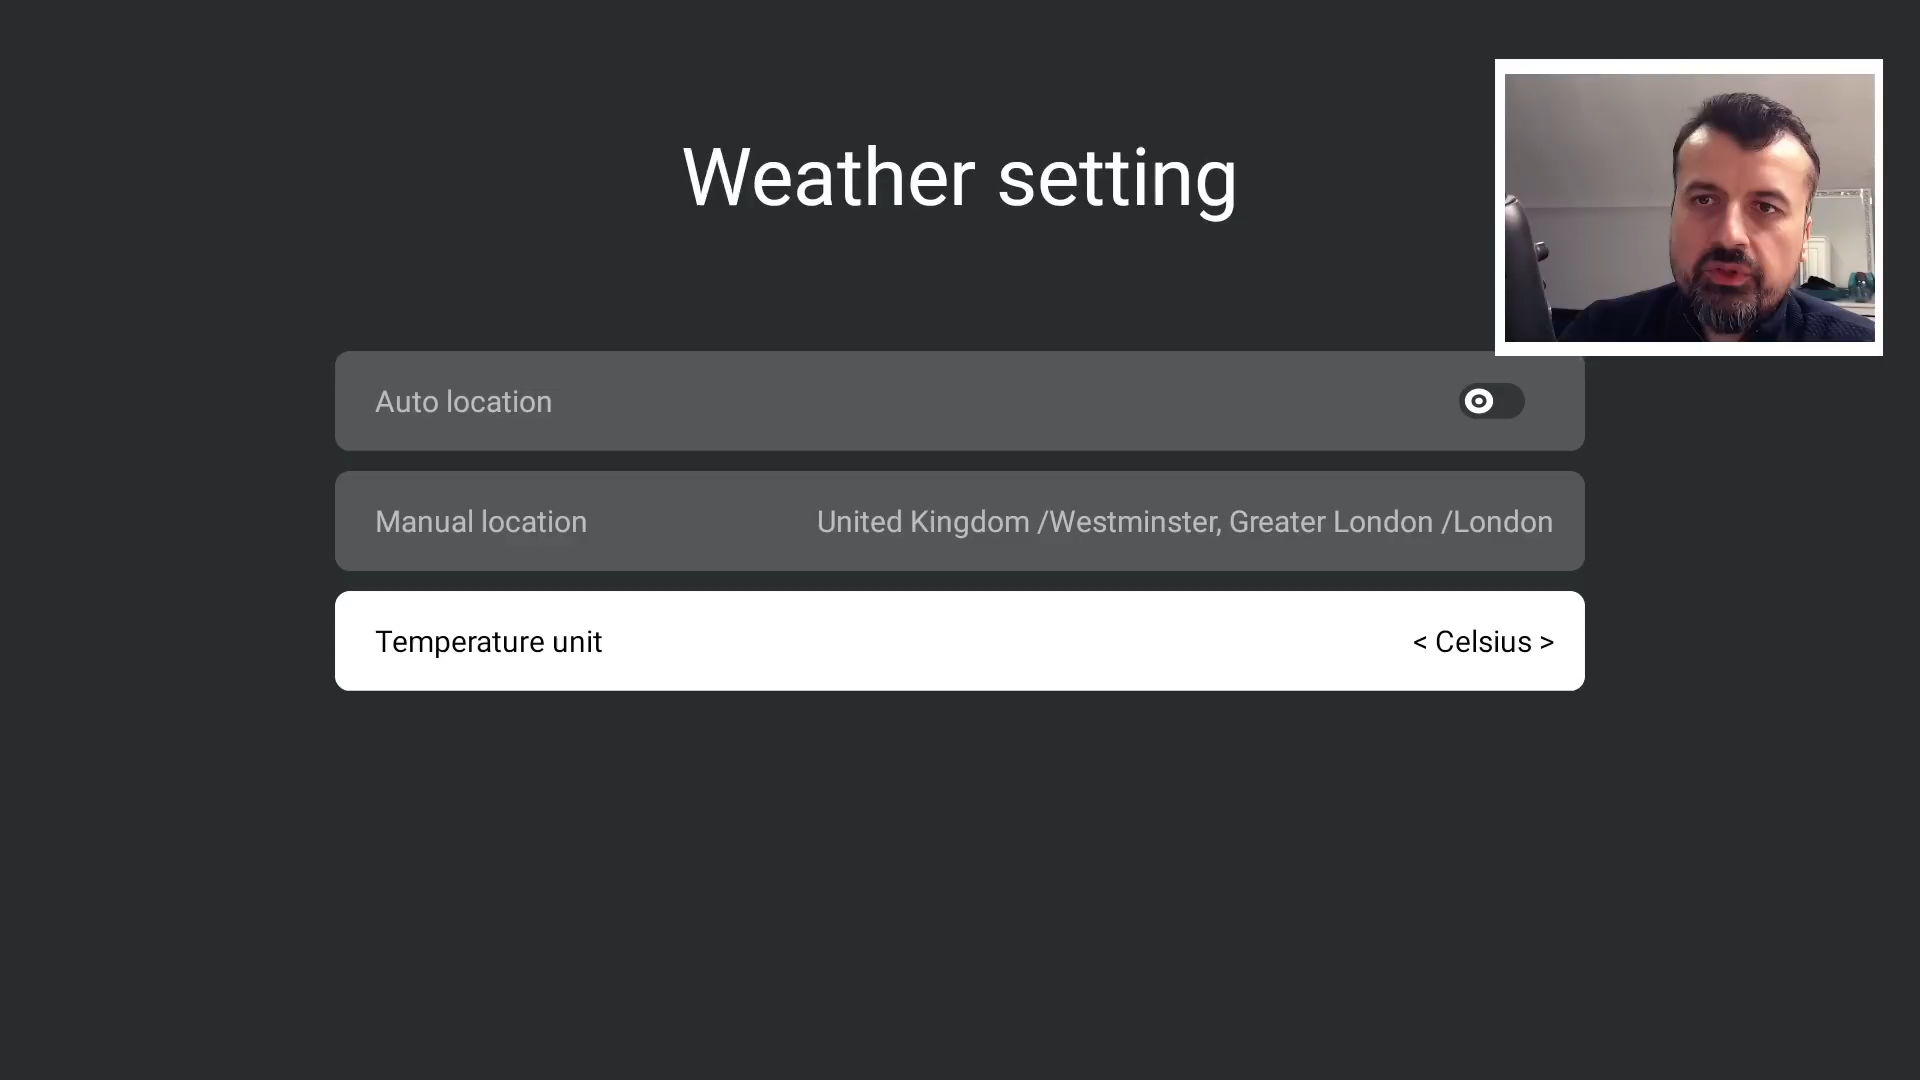 Weather setting
Auto location
Manual location United Kingdom /Westminster, Greater London /London
Temperature unit < Celsius >